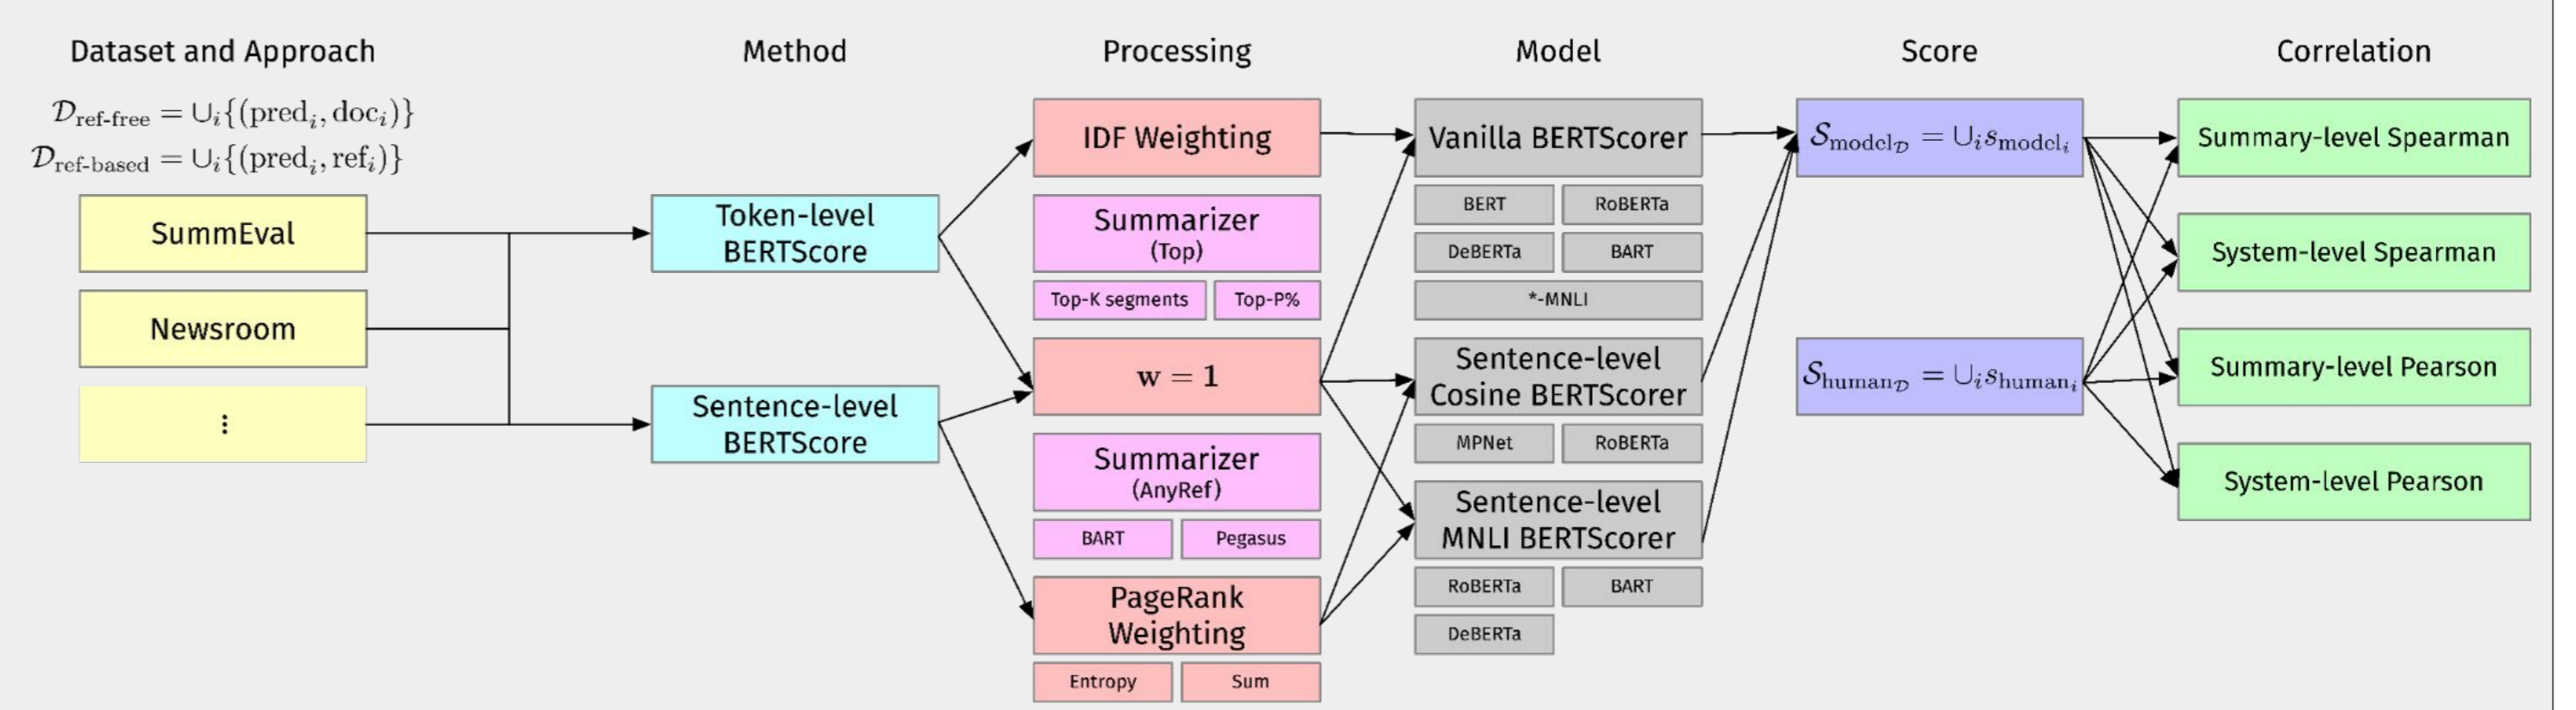 Dataset and Approach
𝒟ref-free = ∪i{(predi, doci)}
𝒟ref-based = ∪i{(predi, refi)}
SummEval
Newsroom
⋮
Method
Token-level
BERTScore
Sentence-level
BERTScore
Processing
IDF Weighting
Summarizer
(Top)
Top-K segments
Top-P%
w = 1
Summarizer
(AnyRef)
BART
Pegasus
PageRank
Weighting
Entropy
Sum
Model
Vanilla BERTScorer
BERT
RoBERTa
DeBERTa
BART
*-MNLI
Sentence-level
Cosine BERTScorer
MPNet
RoBERTa
Sentence-level
MNLI BERTScorer
RoBERTa
BART
DeBERTa
Score
𝒮model𝒟 = ∪ismodeli
𝒮human𝒟 = ∪ishumani
Correlation
Summary-level Spearman
System-level Spearman
Summary-level Pearson
System-level Pearson